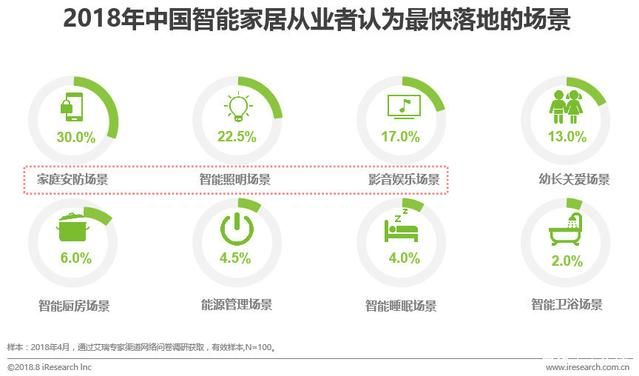 2018年中国智能家居从业者认为最快落地的场景
30.0% 22.5% 17.0% 13.0%
家庭安防场景 智能照明场景 影音娱乐场景 幼长关爱场景
6.0% 4.5% 4.0% 2.0%
智能厨房场景 能源管理场景 智能睡眠场景 智能卫浴场景
样本：2018年4月，通过艾瑞专家渠道网络问卷调研获取，有效样本,N=100。
©2018.8 iResearch Inc www.iresearch.com.cn